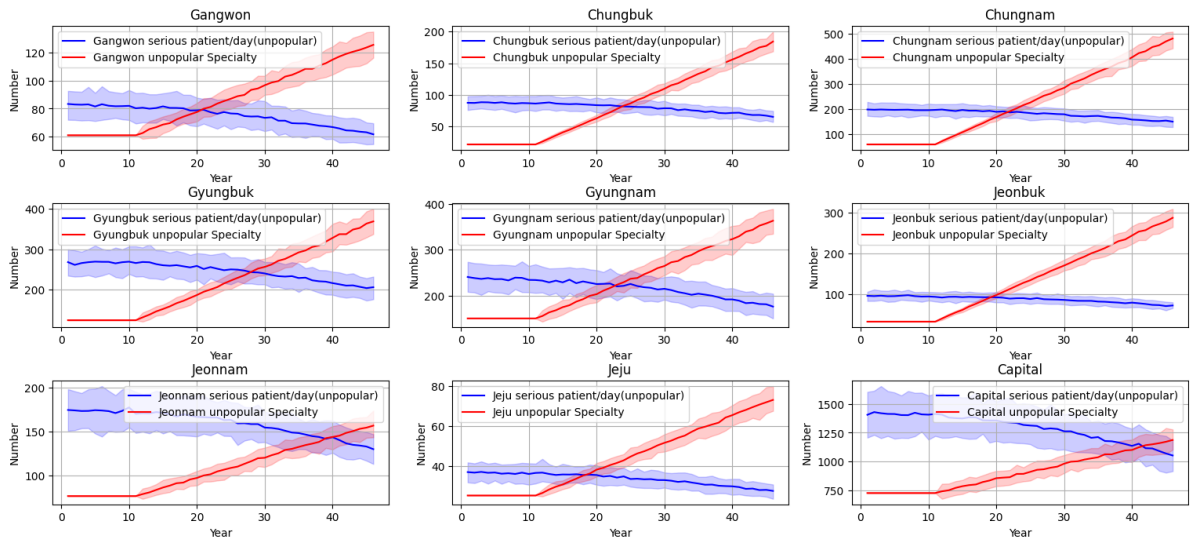 Gangwon
Gangwon serious patient/day(unpopular)
Gangwon unpopular Specialty
120
100
80
60
Number
0 10 20 30 40
Year
Chungbuk
Chungbuk serious patient/day(unpopular)
Chungbuk unpopular Specialty
200
150
100
50
Number
0 10 20 30 40
Year
Chungnam
Chungnam serious patient/day(unpopular)
Chungnam unpopular Specialty
500
400
300
200
100
Number
0 10 20 30 40
Year
Gyungbuk
Gyungbuk serious patient/day(unpopular)
Gyungbuk unpopular Specialty
400
300
200
Number
0 10 20 30 40
Year
Gyungnam
Gyungnam serious patient/day(unpopular)
Gyungnam unpopular Specialty
400
300
200
Number
0 10 20 30 40
Year
Jeonbuk
Jeonbuk serious patient/day(unpopular)
Jeonbuk unpopular Specialty
300
200
100
Number
0 10 20 30 40
Year
Jeonnam
Jeonnam serious patient/day(unpopular)
Jeonnam unpopular Specialty
200
150
100
Number
0 10 20 30 40
Year
Jeju
Jeju serious patient/day(unpopular)
Jeju unpopular Specialty
80
60
40
Number
0 10 20 30 40
Year
Capital
Capital serious patient/day(unpopular)
Capital unpopular Specialty
1500
1250
1000
750
Number
0 10 20 30 40
Year